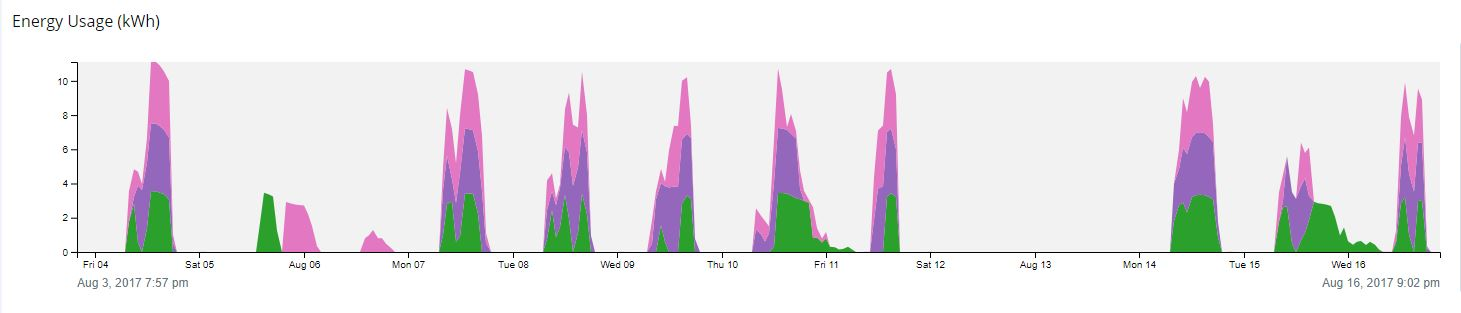 Energy Usage (kWh)
10
8
6
4
2
0
Fri 04 Sat 05 Aug 06 Mon 07 Tue 08 Wed 09 Thu 10 Fri 11 Sat 12 Aug 13 Mon 14 Tue 15 Wed 16
Aug 3, 2017 7:57 pm Aug 16, 2017 9:02 pm